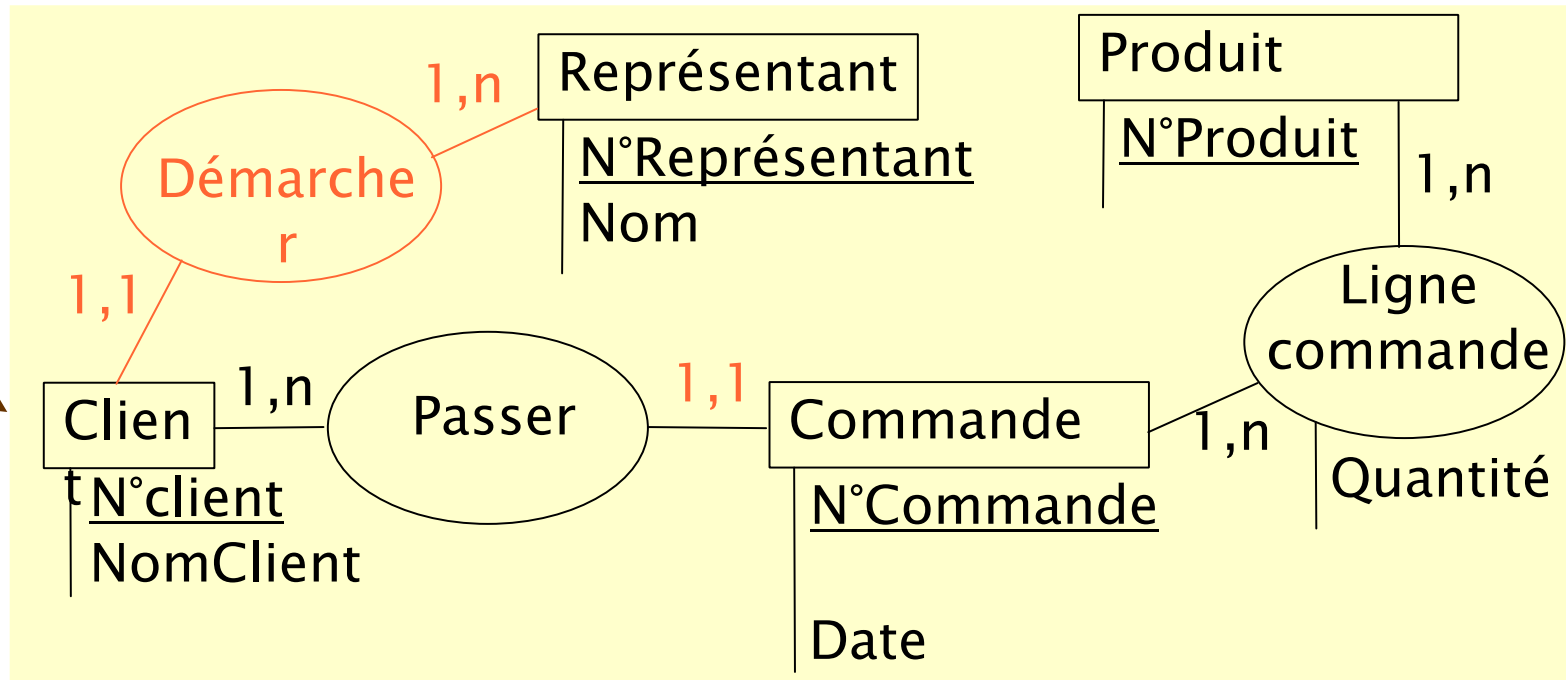 Représentant
N°Représentant
Nom
Produit
N°Produit
1,n
Démarche
r
1,n
1,1
Clien
t
N°client
NomClient
1,n
Passer
1,1
Commande
N°Commande
Date
1,n
Ligne
commande
Quantité